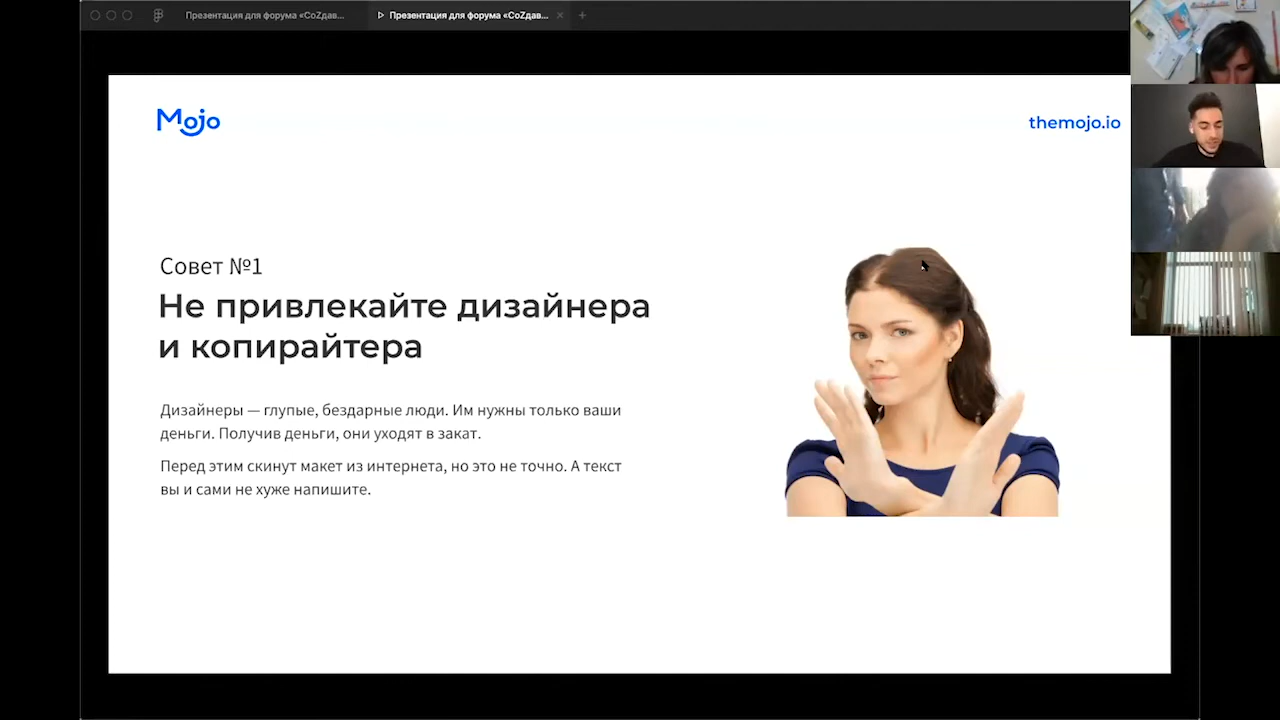 Презентация для форума «CoZдав...
Презентация для форума «CoZдав...
Mojo
themojo.io
Совет №1
Не привлекайте дизайнера
и копирайтера
Дизайнеры — глупые, бездарные люди. Им нужны только ваши
деньги. Получив деньги, они уходят в закат.
Перед этим скинут макет из интернета, но это не точно. А текст
вы и сами не хуже напишите.